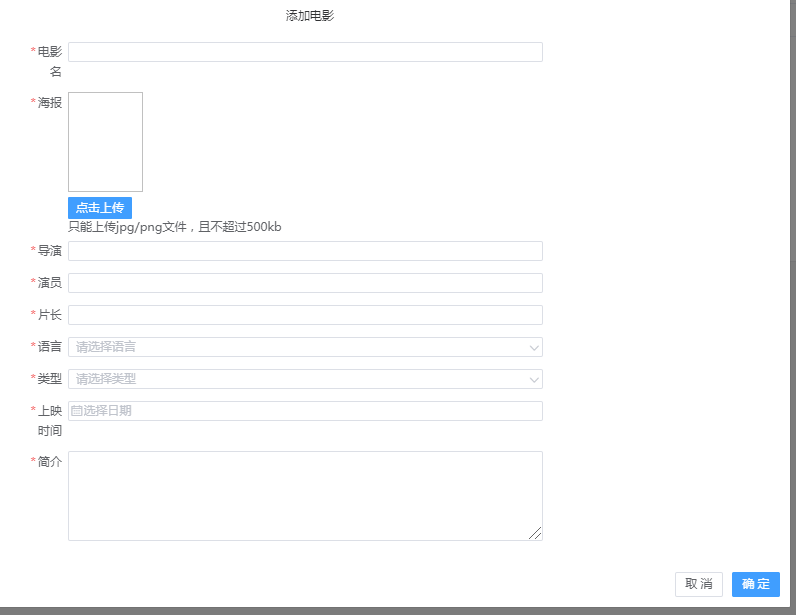 添加电影
*电影
名
*海报
点击上传
只能上传jpg/png文件，且不超过500kb
*导演
*演员
*片长
*语言 请选择语言
*类型 请选择类型
*上映 选择日期
时间
*简介
取 消 确 定